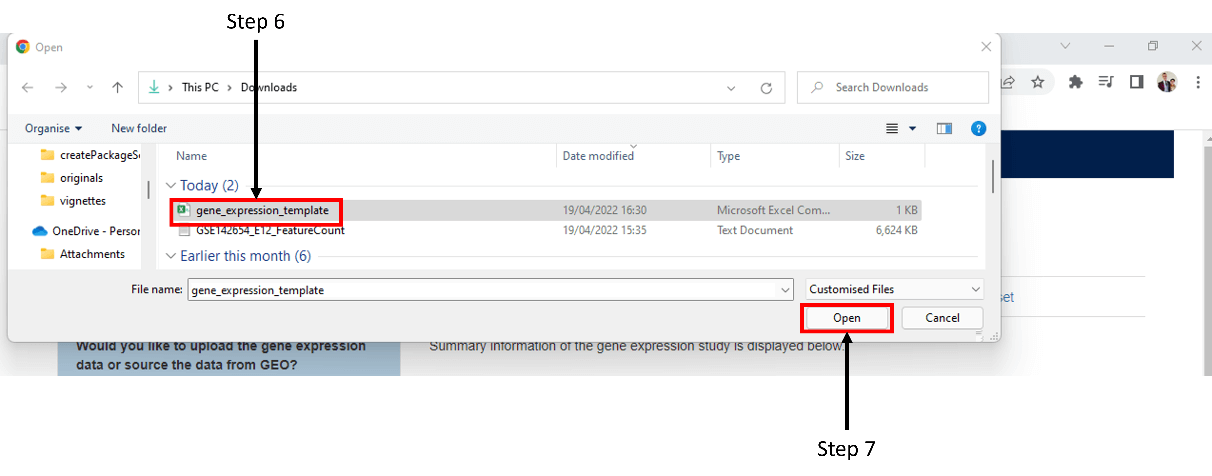 Step 6
Open
This PC > Downloads
Search Downloads
Organise
New folder
Name
Date modified
Type
Size
createPackageSc
originals
vignettes
OneDrive - Person
Attachments
Today (2)
gene_expression_template
19/04/2022 16:30
Microsoft Excel Com...
1 KB
GSE142654_E12_FeatureCount
19/04/2022 15:35
Text Document
6,624 KB
Earlier this month (6)
File name:
gene_expression_template
Customised Files
Open
Cancel
set
Would you like to upload the gene expression
data or source the data from GEO?
Summary information of the gene expression study is displayed below.
Step 7